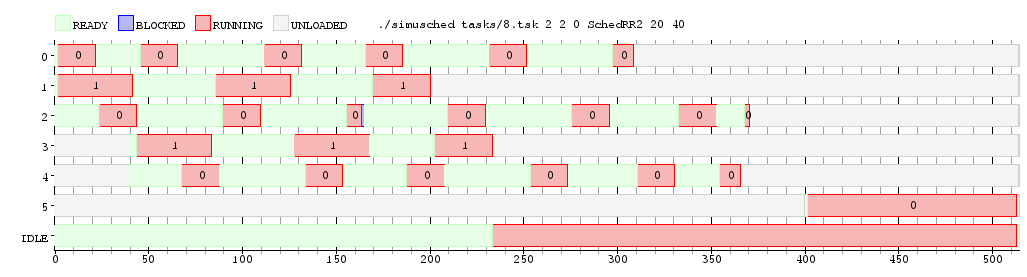 READY BLOCKED RUNNING UNLOADED ./simusched tasks/8.tsk 2 2 0 SchedRR2 20 40
0 0 0 0 0 0 0
1 1 1 1
2 0 0 0 0 0 0 0
3 1 1 1
4 0 0 0 0 0 0
5 0
IDLE
0 50 100 150 200 250 300 350 400 450 500